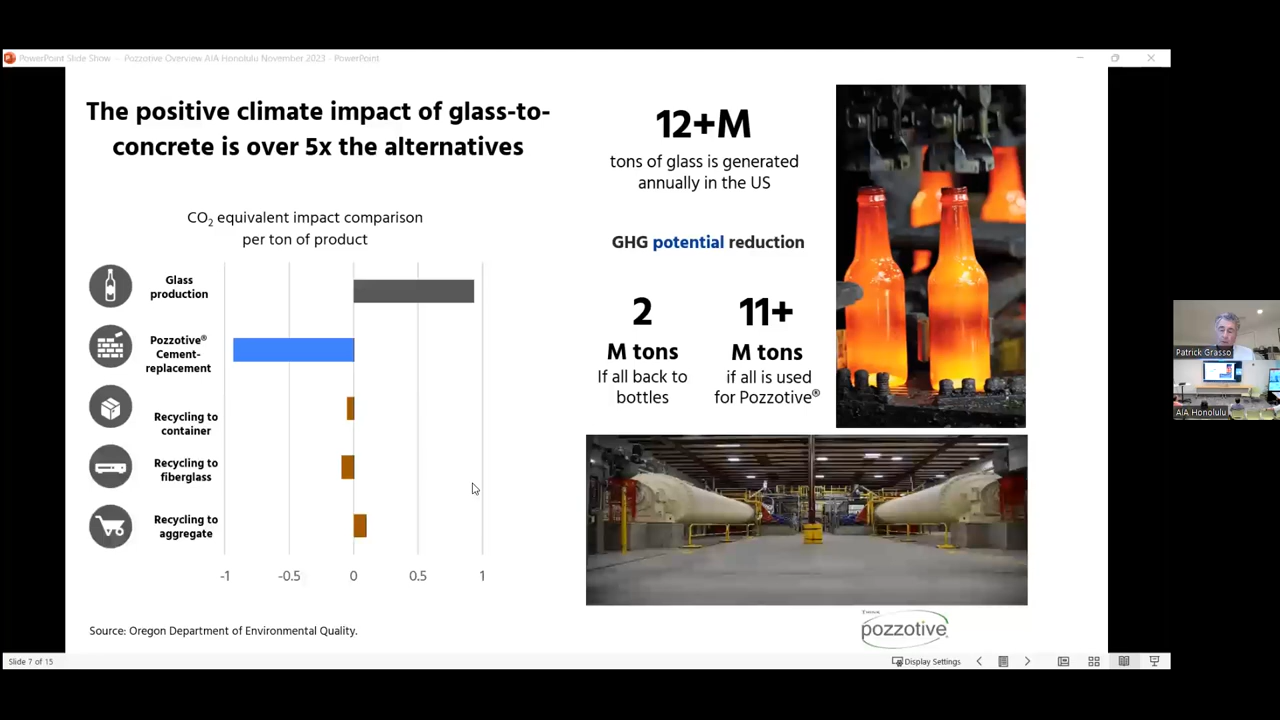 PowerPoint Slide Show - Pozzotive Overview AIA Honolulu November 2023 - PowerPoint
The positive climate impact of glass-to-
concrete is over 5x the alternatives
CO2 equivalent impact comparison
per ton of product
Glass
production
Pozzotive®
Cement-
replacement
Recycling to
container
Recycling to
fiberglass
Recycling to
aggregate
-1 -0.5 0 0.5 1
Source: Oregon Department of Environmental Quality.
12+M
tons of glass is generated
annually in the US
GHG potential reduction
2
M tons
If all back to
bottles
11+
M tons
if all is used
for Pozzotive®
pozzotive
Patrick Grasso
AIA Honolulu
Slide 7 of 15
Display Settings